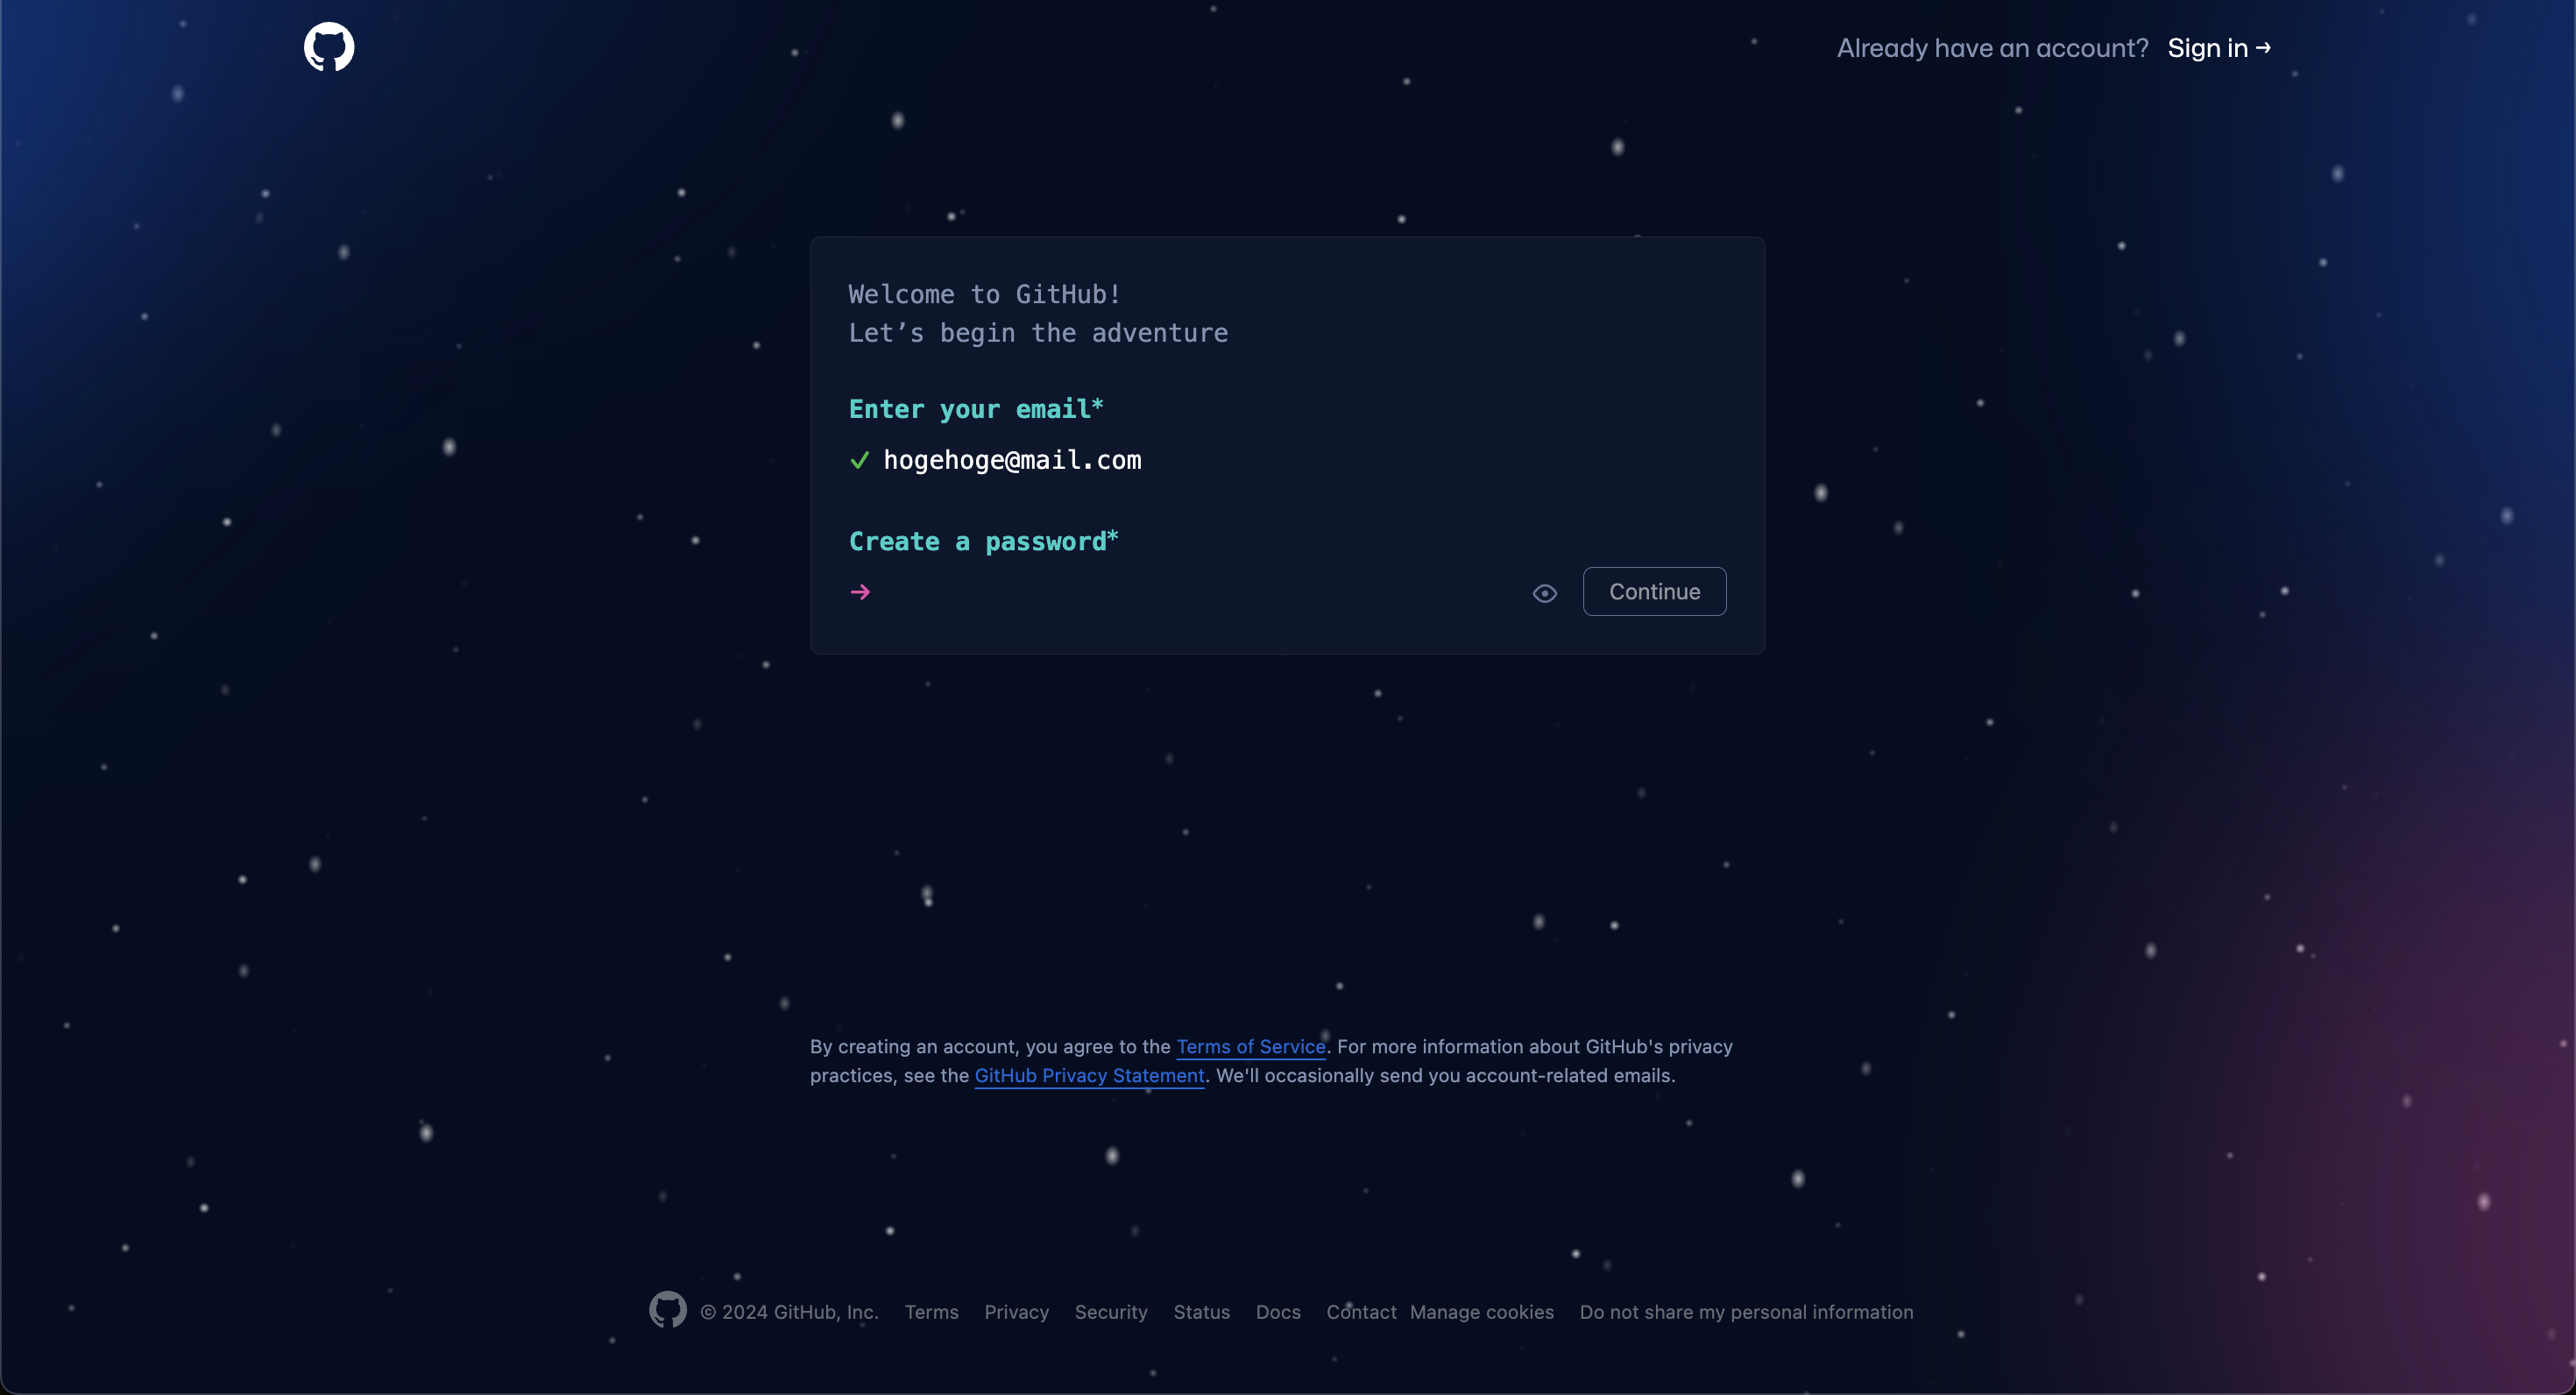 Already have an account? Sign in →
Welcome to GitHub!
Let’s begin the adventure
Enter your email*
✓ hogehoge@mail.com
Create a password*
→ Continue
By creating an account, you agree to the Terms of Service. For more information about GitHub's privacy
practices, see the GitHub Privacy Statement. We'll occasionally send you account-related emails.
© 2024 GitHub, Inc. Terms Privacy Security Status Docs Contact Manage cookies Do not share my personal information